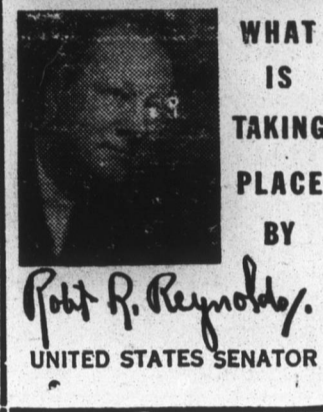 WHAT
IS
TAKING
PLACE
BY
Robt R. Reynolds.
UNITED STATES SENATOR